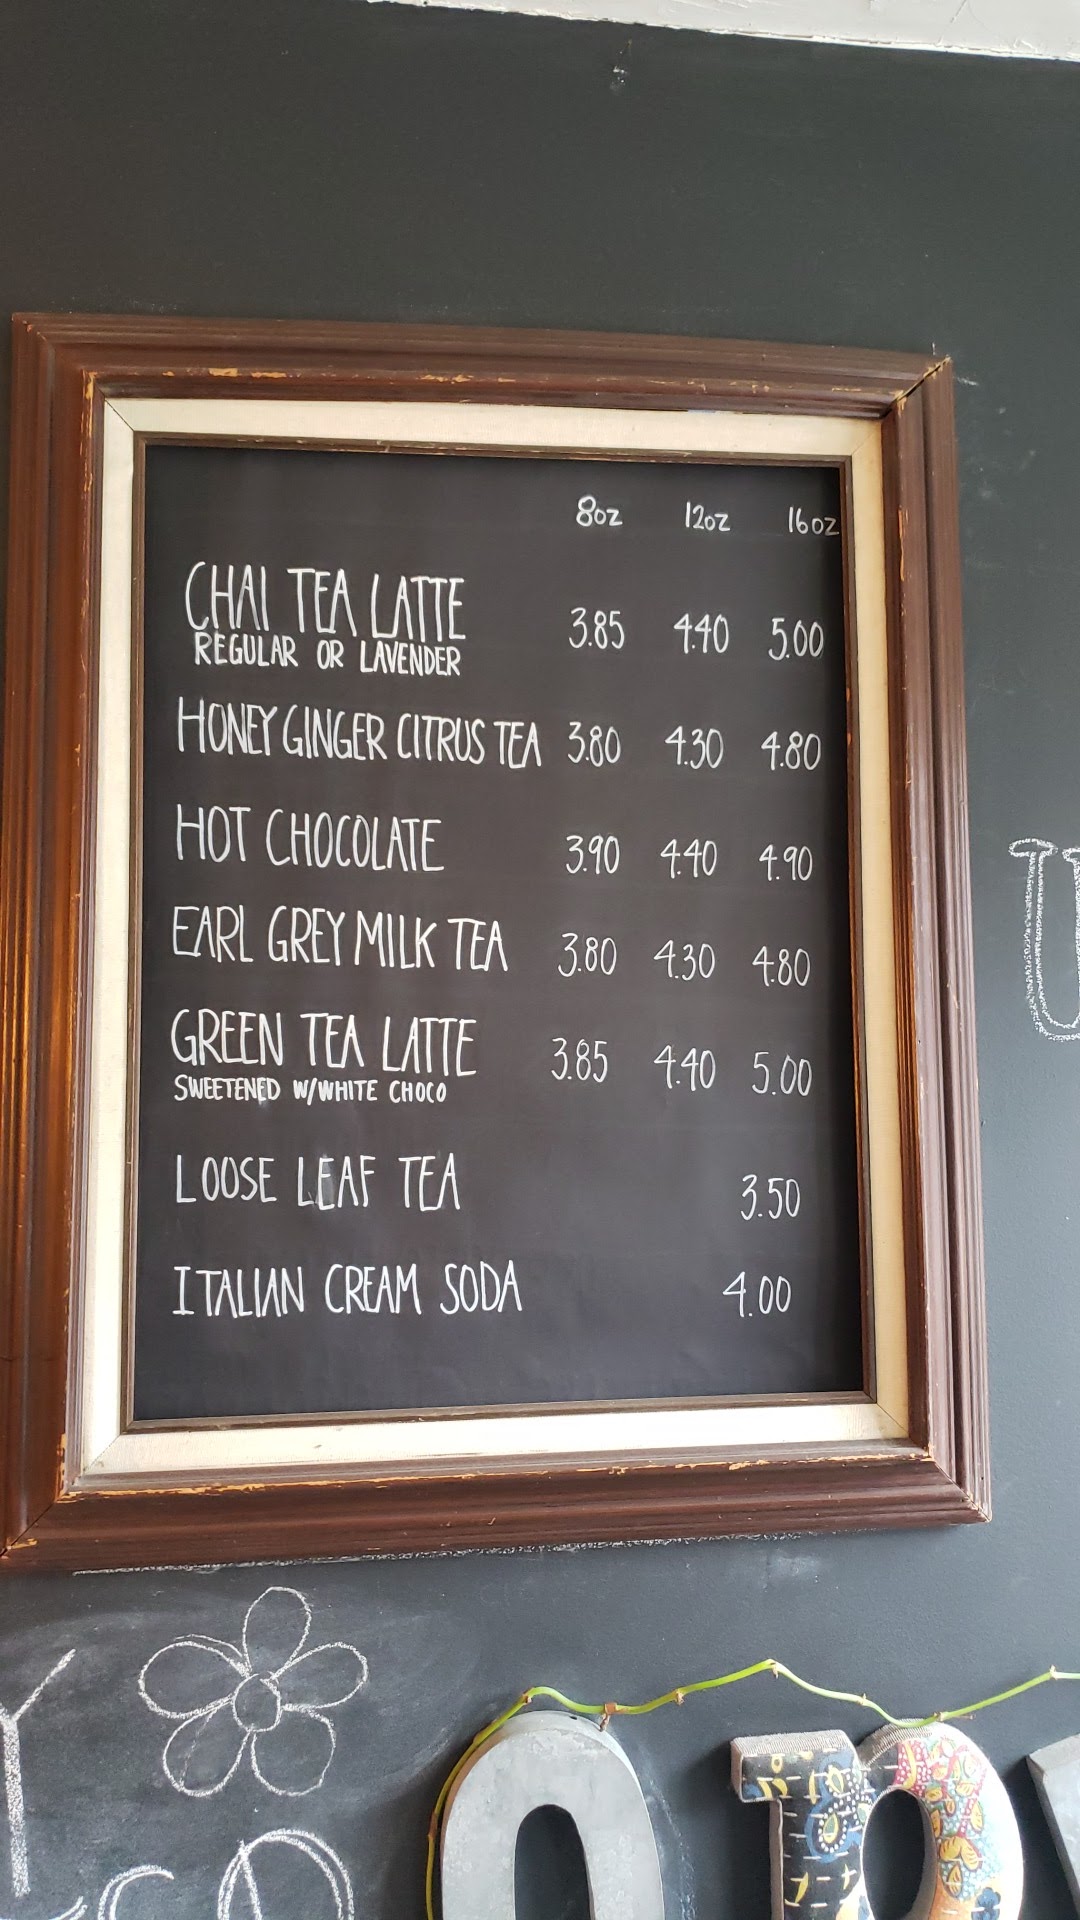 8oz 12oz 16oz
CHAI TEA LATTE 3.85 4.40 5.00
REGULAR OR LAVENDER
HONEY GINGER CITRUS TEA 3.80 4.30 4.80
HOT CHOCOLATE 3.90 4.40 4.90
EARL GREY MILK TEA 3.80 4.30 4.80
GREEN TEA LATTE 3.85 4.40 5.00
SWEETENED W/WHITE CHOCO
LOOSE LEAF TEA 3.50
ITALIAN CREAM SODA 4.00